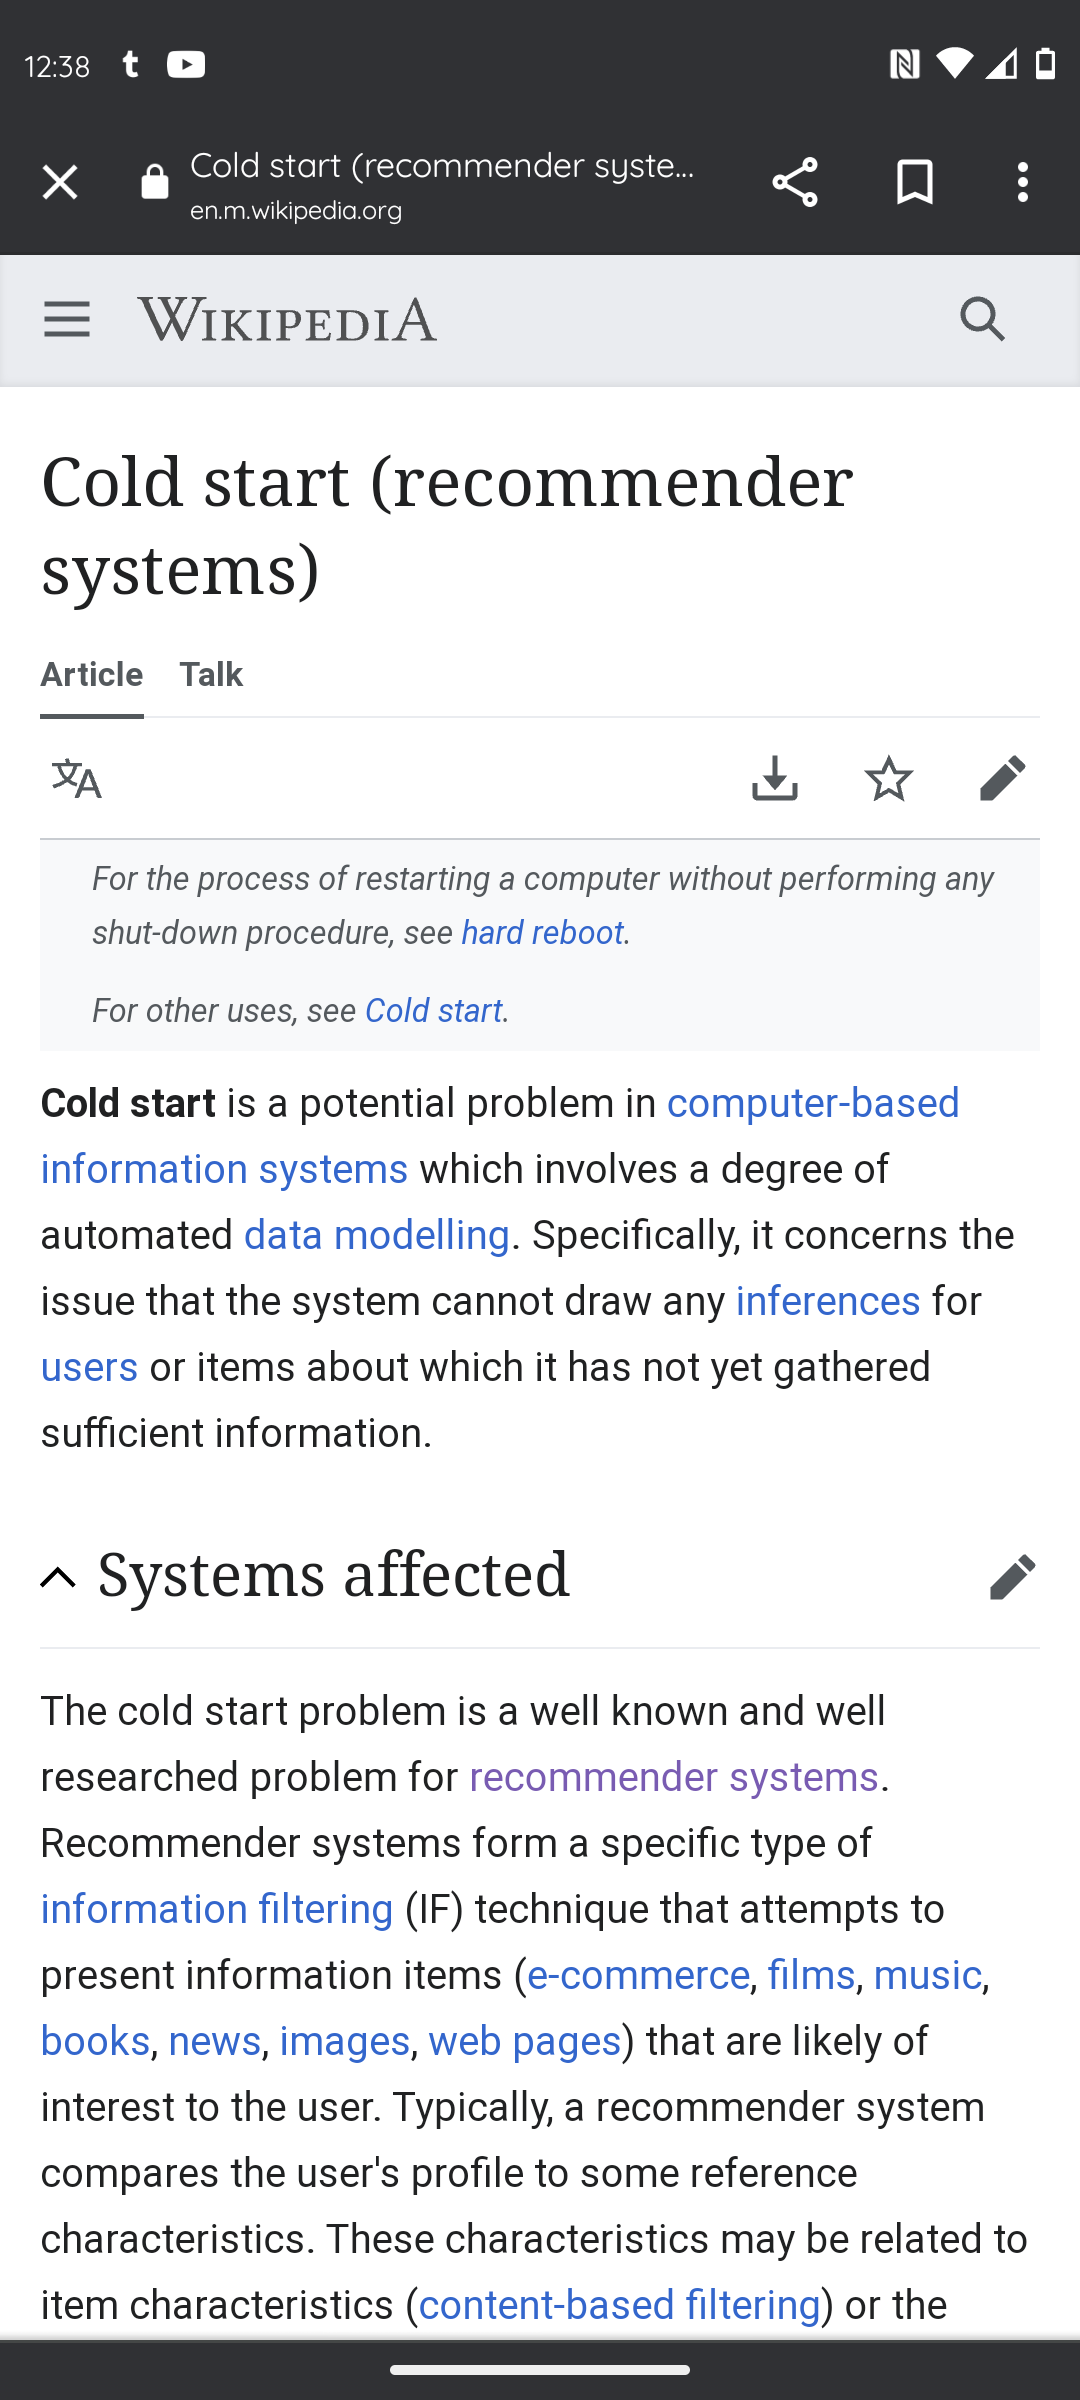 12:38
Cold start (recommender syste...
en.m.wikipedia.org
WIKIPEDIA
Cold start (recommender
systems)
Article Talk
For the process of restarting a computer without performing any
shut-down procedure, see hard reboot.
For other uses, see Cold start.
Cold start is a potential problem in computer-based
information systems which involves a degree of
automated data modelling. Specifically, it concerns the
issue that the system cannot draw any inferences for
users or items about which it has not yet gathered
sufficient information.
Systems affected
The cold start problem is a well known and well
researched problem for recommender systems.
Recommender systems form a specific type of
information filtering (IF) technique that attempts to
present information items (e-commerce, films, music,
books, news, images, web pages) that are likely of
interest to the user. Typically, a recommender system
compares the user's profile to some reference
characteristics. These characteristics may be related to
item characteristics (content-based filtering) or the